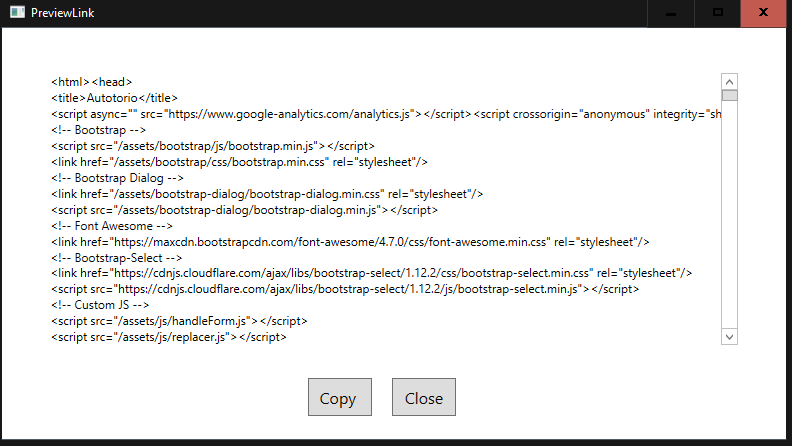 PreviewLink
<html><head>
<title>Autotorio</title>
<script async="" src="https://www.google-analytics.com/analytics.js"></script><script crossorigin="anonymous" integrity="sh
<!-- Bootstrap -->
<script src="/assets/bootstrap/js/bootstrap.min.js"></script>
<link href="/assets/bootstrap/css/bootstrap.min.css" rel="stylesheet"/>
<!-- Bootstrap Dialog -->
<link href="/assets/bootstrap-dialog/bootstrap-dialog.min.css" rel="stylesheet"/>
<script src="/assets/bootstrap-dialog/bootstrap-dialog.min.js"></script>
<!-- Font Awesome -->
<link href="https://maxcdn.bootstrapcdn.com/font-awesome/4.7.0/css/font-awesome.min.css" rel="stylesheet"/>
<!-- Bootstrap-Select -->
<link href="https://cdnjs.cloudflare.com/ajax/libs/bootstrap-select/1.12.2/css/bootstrap-select.min.css" rel="stylesheet"/>
<script src="https://cdnjs.cloudflare.com/ajax/libs/bootstrap-select/1.12.2/js/bootstrap-select.min.js"></script>
<!-- Custom JS -->
<script src="/assets/js/handleForm.js"></script>
<script src="/assets/js/replacer.js"></script>
Copy Close